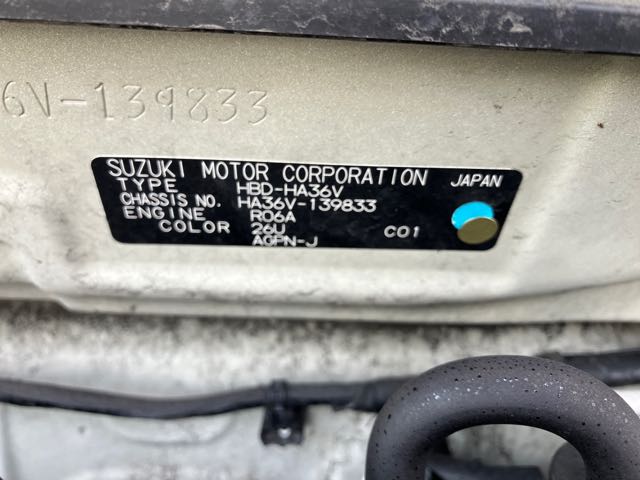 6V-139833
SUZUKI MOTOR CORPORATION JAPAN
TYPE HBD-HA36V
CHASSIS NO. HA36V-139833
ENGINE R06A
COLOR 26U C01
AGPN-J